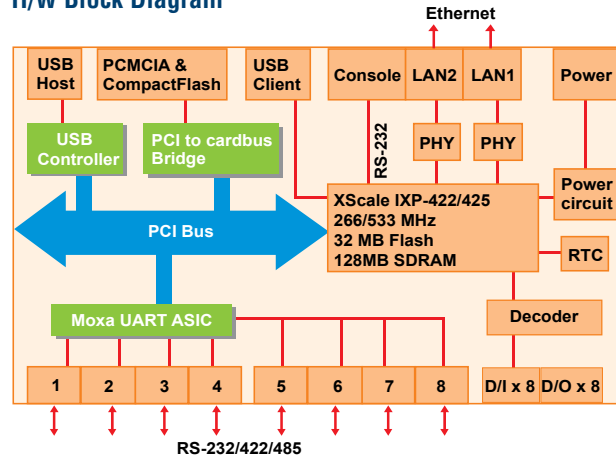 H/W Block Diagram
Ethernet
USB
Host
PCMCIA &
CompactFlash
USB
Client
Console
LAN2
LAN1
Power
USB
Controller
PCI to cardbus
Bridge
RS-232
PHY
PHY
PCI Bus
XScale IXP-422/425
266/533 MHz
32 MB Flash
128MB SDRAM
Power
circuit
RTC
Moxa UART ASIC
Decoder
1
2
3
4
5
6
7
8
D/I x 8
D/O x 8
RS-232/422/485